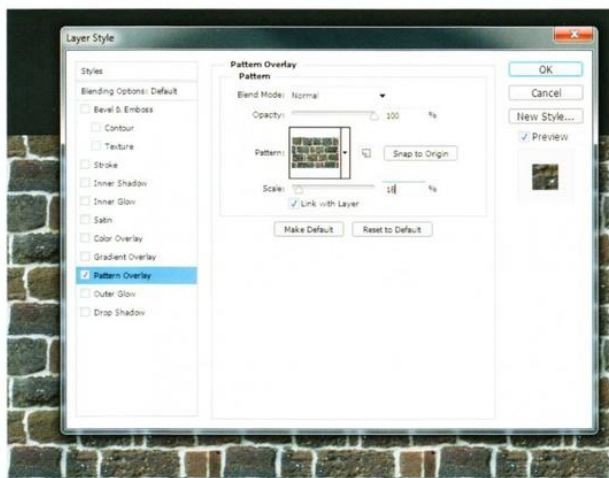 Layer Style
Styles
Blending Options: Default
Bevel & Emboss
Contour
Texture
Stroke
Inner Shadow
Inner Glow
Satin
Color Overlay
Gradient Overlay
Pattern Overlay
Outer Glow
Drop Shadow
Pattern Overlay
Pattern
Blend Mode: Normal
Opacity: 100 %
Pattern: Snap to Origin
Scale: 16 %
Link with Layer
Make Default Reset to Default
OK
Cancel
New Style...
Preview